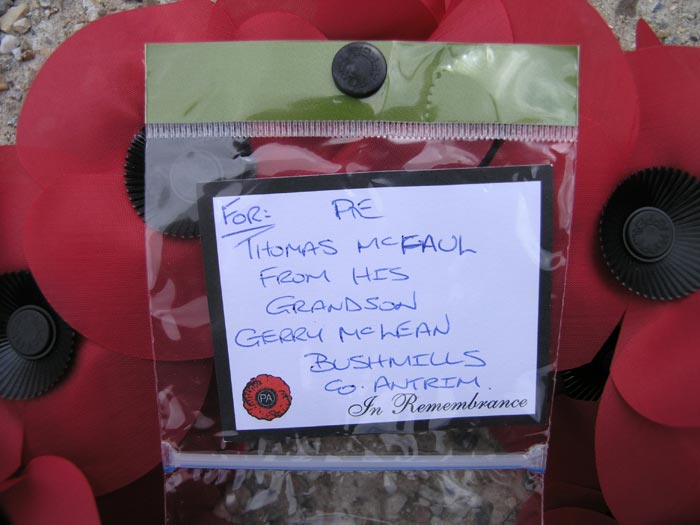 FOR: PTE
THOMAS MCFAUL
FROM HIS
GRANDSON
GERRY MCLEAN
BUSHMILLS
CO. ANTRIM.
PA
In Remembrance